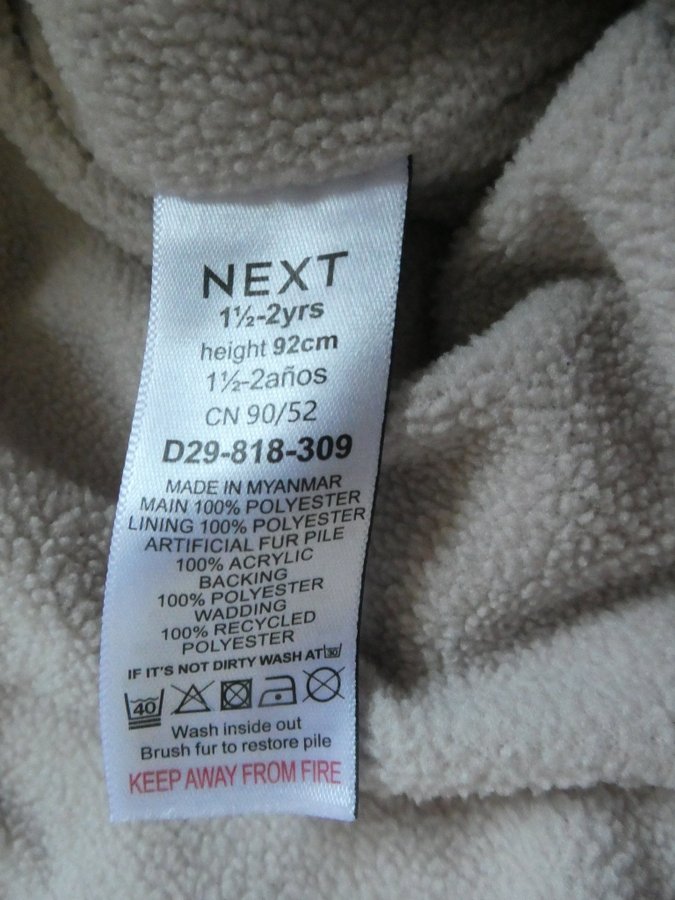 NEXT
1½-2yrs
height 92cm
1½-2años
CN 90/52
D29-818-309
MADE IN MYANMAR
MAIN 100% POLYESTER
LINING 100% POLYESTER
ARTIFICIAL FUR PILE
100% ACRYLIC
BACKING
100% POLYESTER
WADDING
100% RECYCLED
POLYESTER
IF IT'S NOT DIRTY WASH AT 30
40
Wash inside out
Brush fur to restore pile
KEEP AWAY FROM FIRE